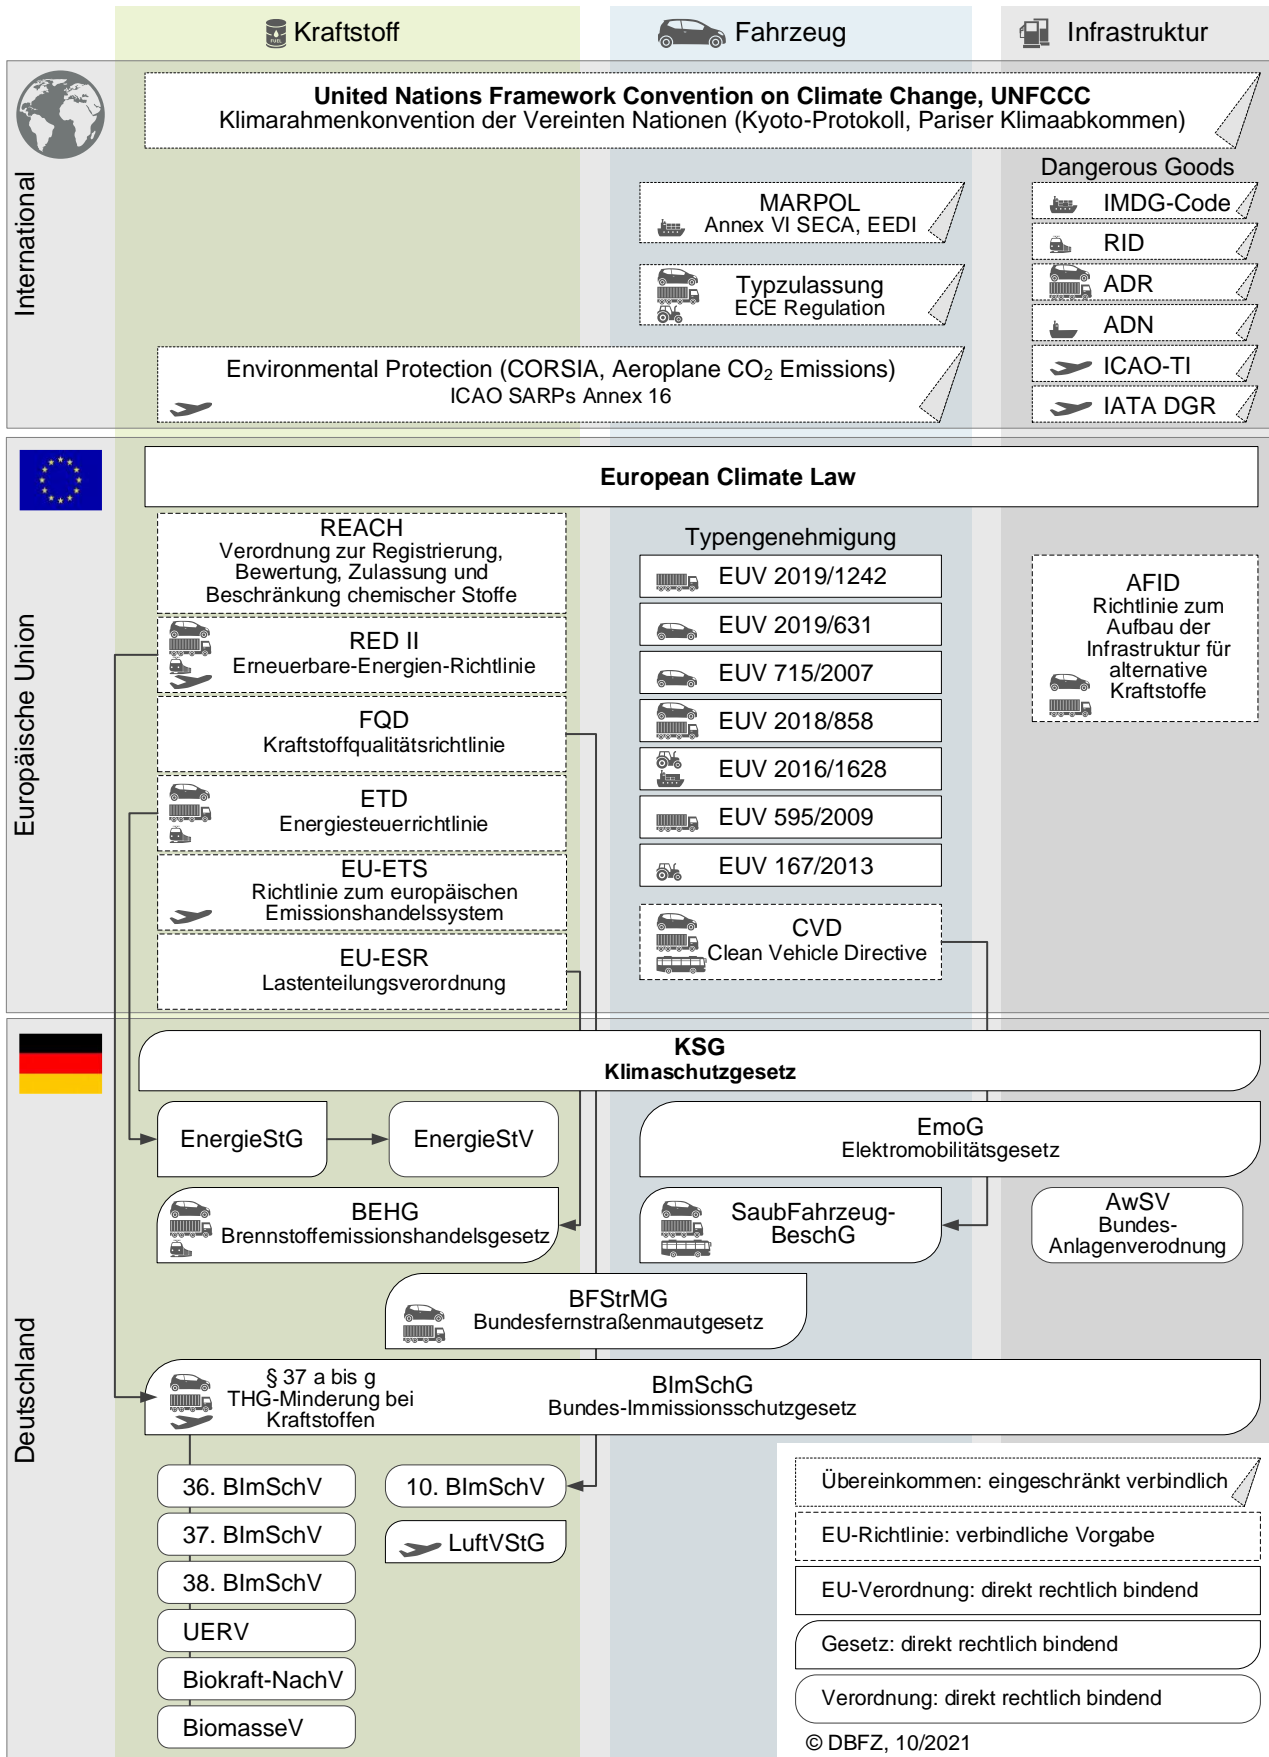 Kraftstoff
Fahrzeug
Infrastruktur
FUEL
International
United Nations Framework Convention on Climate Change, UNFCCC
Klimarahmenkonvention der Vereinten Nationen (Kyoto-Protokoll, Pariser Klimaabkommen)
MARPOL
Annex VI SECA, EEDI
Typzulassung
ECE Regulation
Environmental Protection (CORSIA, Aeroplane CO₂ Emissions)
ICAO SARPs Annex 16
Dangerous Goods
IMDG-Code
RID
ADR
ADN
ICAO-TI
IATA DGR
Europäische Union
European Climate Law
REACH
Verordnung zur Registrierung,
Bewertung, Zulassung und
Beschränkung chemischer Stoffe
RED II
Erneuerbare-Energien-Richtlinie
FQD
Kraftstoffqualitätsrichtlinie
ETD
Energiesteuerrichtlinie
EU-ETS
Richtlinie zum europäischen
Emissionshandelssystem
EU-ESR
Lastenteilungsverordnung
Typengenehmigung
EUV 2019/1242
EUV 2019/631
EUV 715/2007
EUV 2018/858
EUV 2016/1628
EUV 595/2009
EUV 167/2013
CVD
Clean Vehicle Directive
AFID
Richtlinie zum
Aufbau der
Infrastruktur für
alternative
Kraftstoffe
Deutschland
KSG
Klimaschutzgesetz
EnergieStG
EnergieStV
EmoG
Elektromobilitätsgesetz
BEHG
Brennstoffemissionshandelsgesetz
SaubFahrzeug-
BeschG
AwSV
Bundes-
Anlagenverodnung
BFStrMG
Bundesfernstraßenmautgesetz
§ 37 a bis g
THG-Minderung bei
Kraftstoffen
BImSchG
Bundes-Immissionsschutzgesetz
36. BImSchV
37. BImSchV
38. BImSchV
UERV
Biokraft-NachV
BiomasseV
10. BImSchV
LuftVStG
Übereinkommen: eingeschränkt verbindlich
EU-Richtlinie: verbindliche Vorgabe
EU-Verordnung: direkt rechtlich bindend
Gesetz: direkt rechtlich bindend
Verordnung: direkt rechtlich bindend
© DBFZ, 10/2021